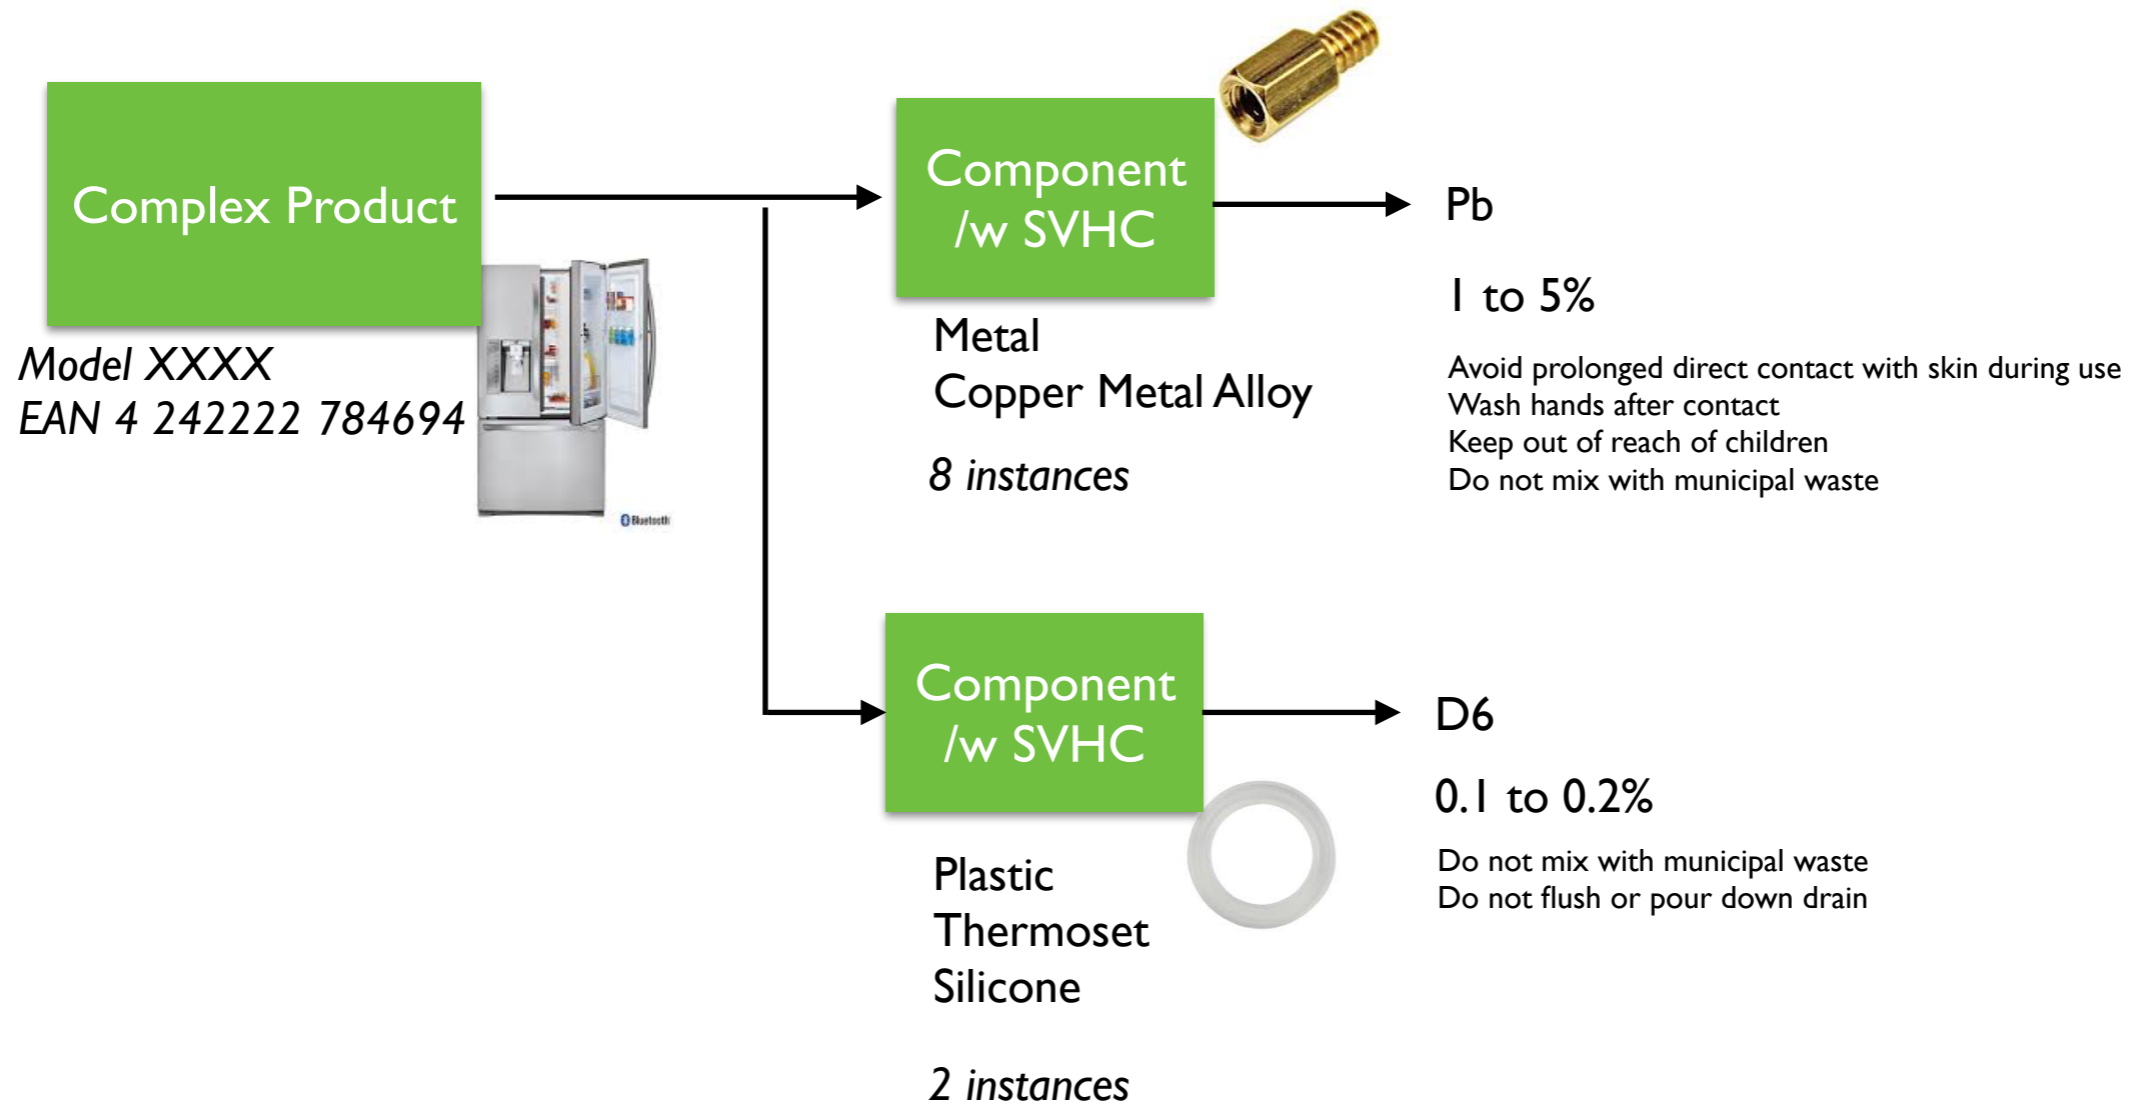 Complex Product
Model XXXX
EAN 4 242222 784694
Bluetooth
Component
/w SVHC
Metal
Copper Metal Alloy
8 instances
Pb
1 to 5%
Avoid prolonged direct contact with skin during use
Wash hands after contact
Keep out of reach of children
Do not mix with municipal waste
Component
/w SVHC
Plastic
Thermoset
Silicone
2 instances
D6
0.1 to 0.2%
Do not mix with municipal waste
Do not flush or pour down drain